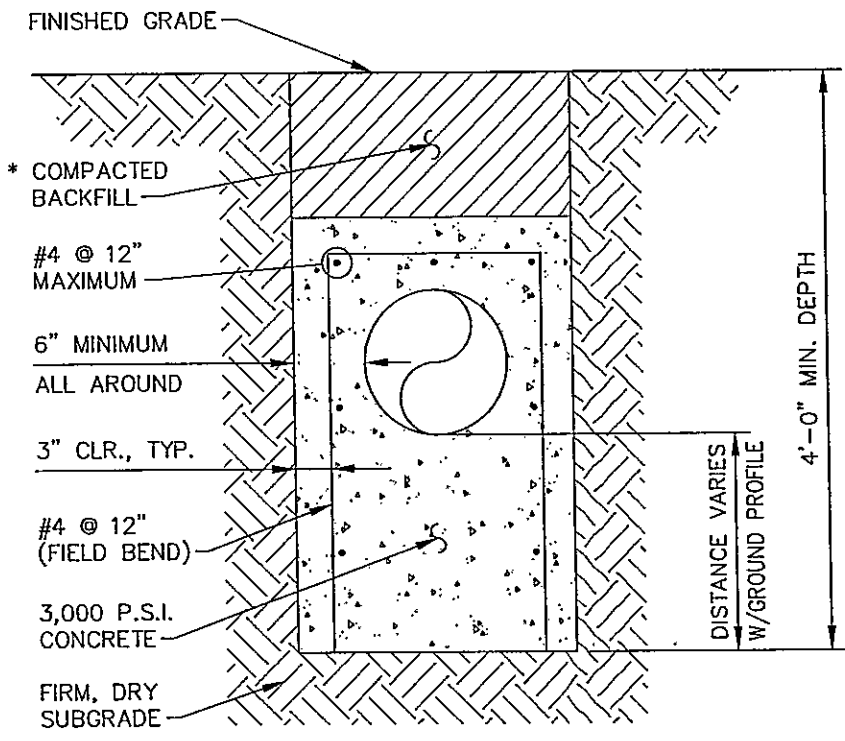 FINISHED GRADE
* COMPACTED
BACKFILL
#4 @ 12"
MAXIMUM
6" MINIMUM
ALL AROUND
3" CLR., TYP.
#4 @ 12"
(FIELD BEND)
3,000 P.S.I.
CONCRETE
FIRM, DRY
SUBGRADE
DISTANCE VARIES
W/GROUND PROFILE
4'-0" MIN. DEPTH